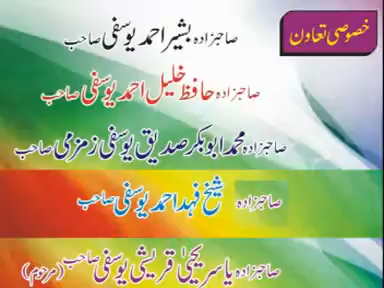 خصوصی تعاون
صاحبزادہ بشیر احمد یوسفی صاحب
صاحبزادہ حافظ خلیل احمد یوسفی صاحب
صاحبزادہ محمد ابوبکر صدیق یوسفی زمزمی صاحب
صاحبزادہ شیخ فہد احمد یوسفی صاحب
صاحبزادہ یاسر یحییٰ قریشی یوسفی صاحب (مرحوم)